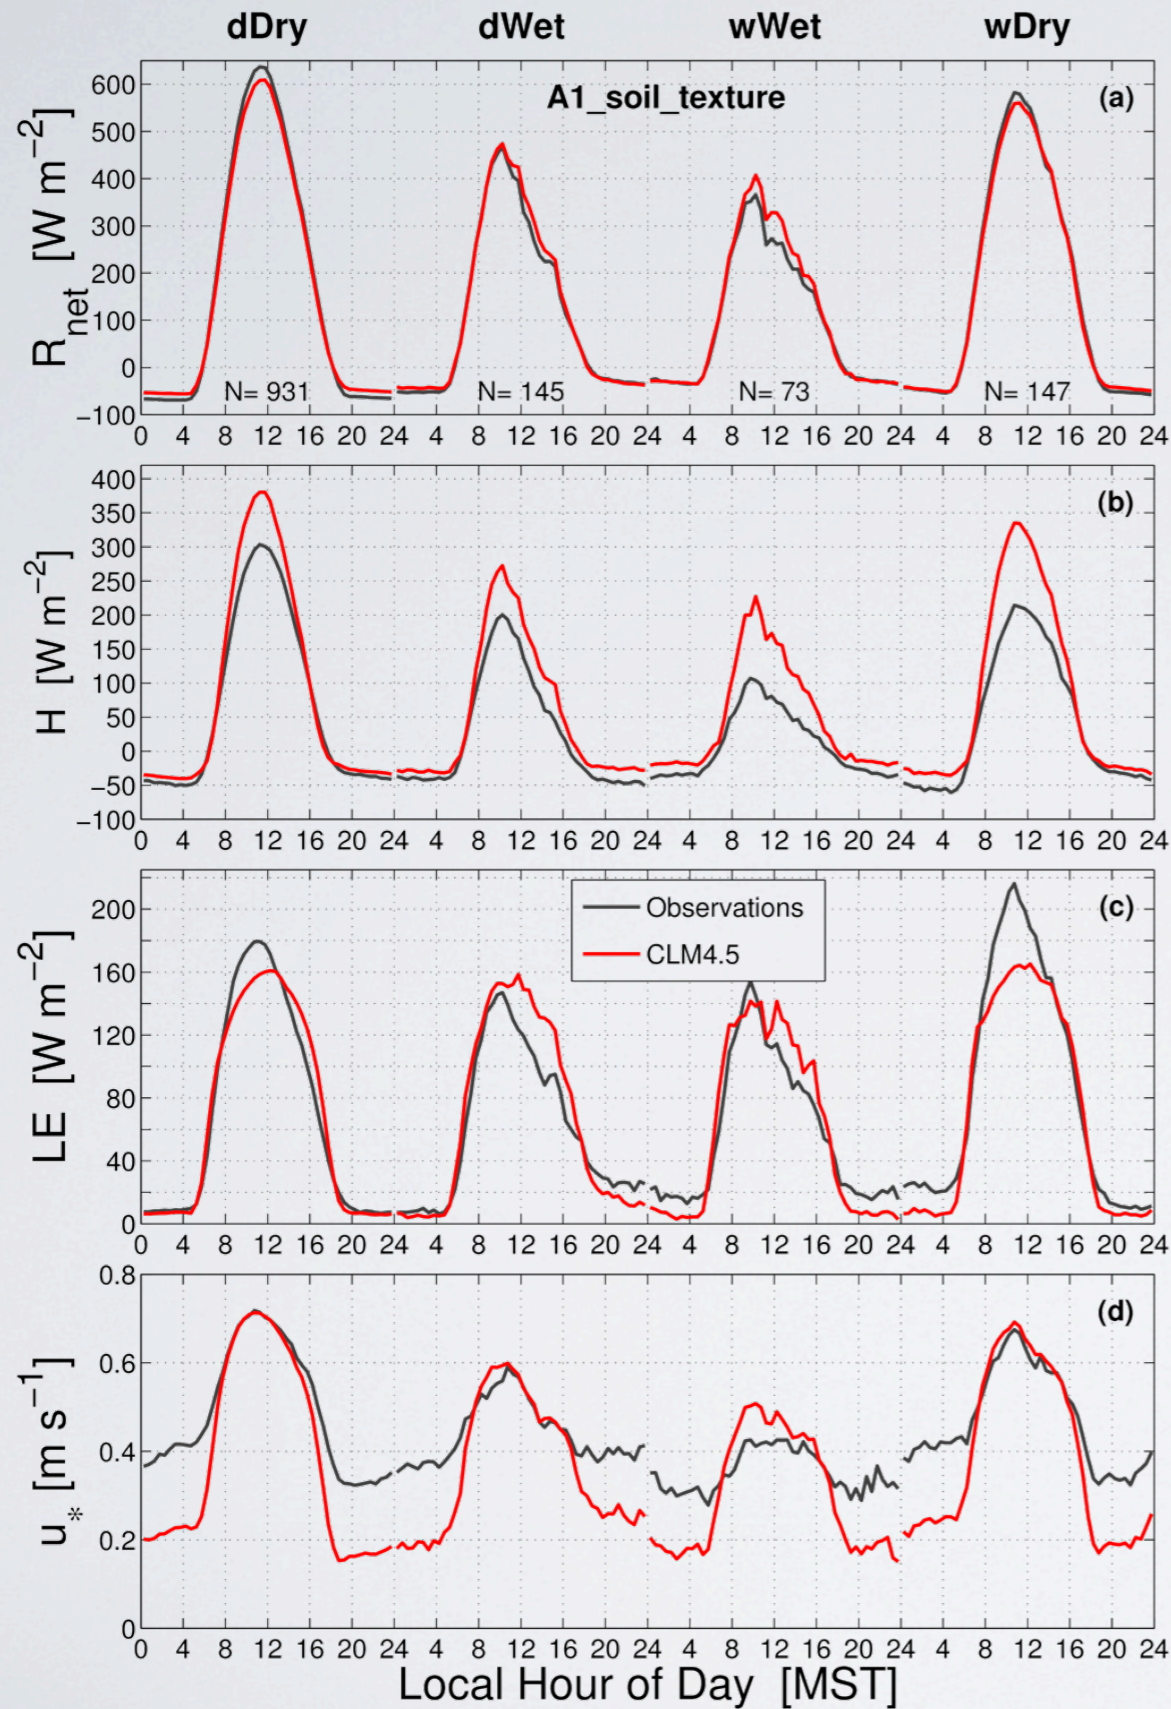 dDry dWet wWet wDry
A1_soil_texture
(a)
R_net [W m⁻²]
600
500
400
300
200
100
0
−100
N= 931 N= 145 N= 73 N= 147
0 4 8 12 16 20 24 4 8 12 16 20 24 4 8 12 16 20 24 4 8 12 16 20 24
(b)
H [W m⁻²]
400
350
300
250
200
150
100
50
0
−50
−100
0 4 8 12 16 20 24 4 8 12 16 20 24 4 8 12 16 20 24 4 8 12 16 20 24
(c)
LE [W m⁻²]
Observations
CLM4.5
200
160
120
80
40
0
0 4 8 12 16 20 24 4 8 12 16 20 24 4 8 12 16 20 24 4 8 12 16 20 24
(d)
u* [m s⁻¹]
0.8
0.6
0.4
0.2
0
0 4 8 12 16 20 24 4 8 12 16 20 24 4 8 12 16 20 24 4 8 12 16 20 24
Local Hour of Day [MST]